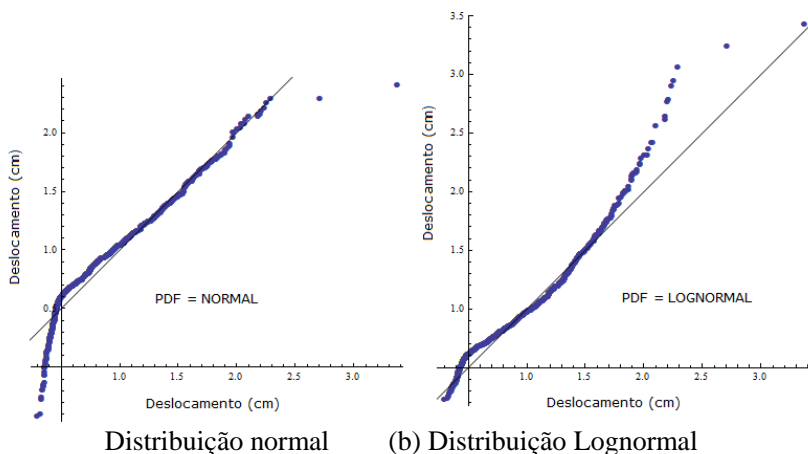 Deslocamento (cm)
2.0
1.5
1.0
0.5
PDF = NORMAL
1.0
1.5
2.0
2.5
3.0
Deslocamento (cm)
Deslocamento (cm)
3.5
3.0
2.5
2.0
1.5
1.0
PDF = LOGNORMAL
1.0
1.5
2.0
2.5
3.0
Deslocamento (cm)
Distribuição normal (b) Distribuição Lognormal